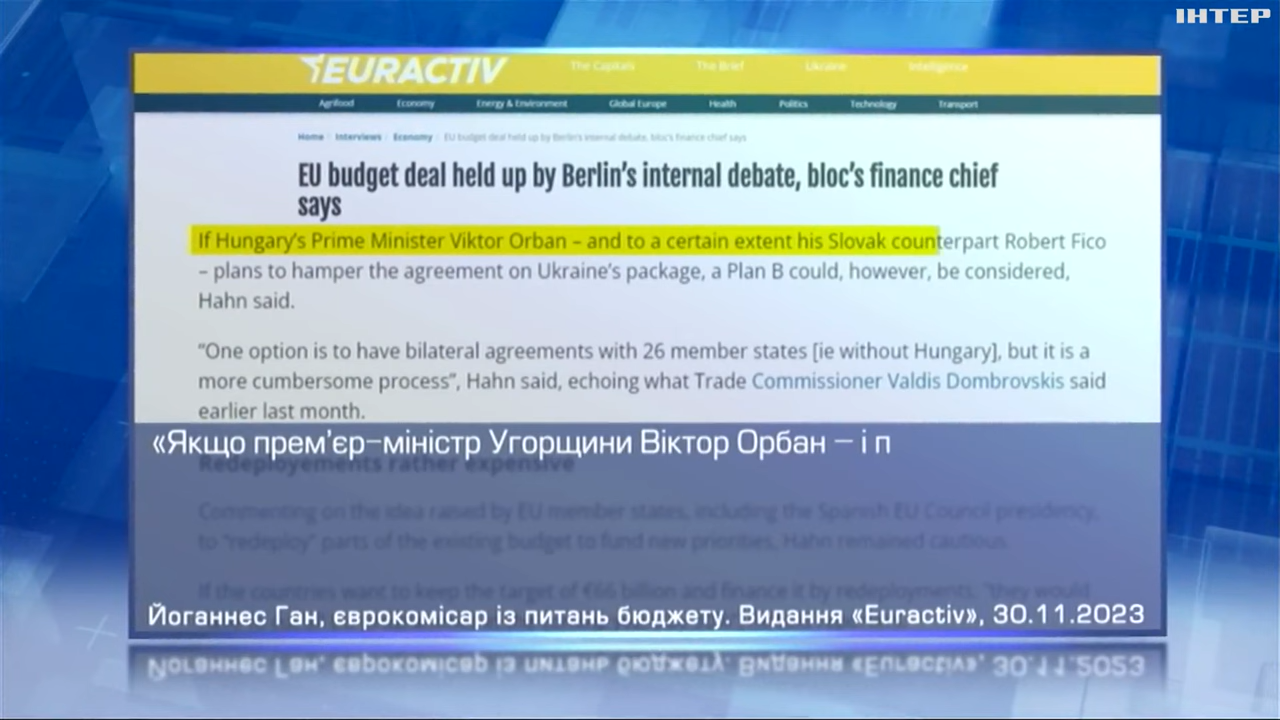 ІНТЕР
EURACTIV
The Capitals The Brief Ukraine Intelligence
Agrifood Economy Energy & Environment Global Europe Health Politics Technology Transport
Home Interviews Economy EU budget deal held up by Berlin's internal debate, bloc's finance chief says
EU budget deal held up by Berlin's internal debate, bloc's finance chief
says
If Hungary's Prime Minister Viktor Orban – and to a certain extent his Slovak counterpart Robert Fico
– plans to hamper the agreement on Ukraine's package, a Plan B could, however, be considered,
Hahn said.
“One option is to have bilateral agreements with 26 member states [ie without Hungary], but it is a
more cumbersome process”, Hahn said, echoing what Trade Commissioner Valdis Dombrovskis said
earlier last month.
«Якщо прем’єр–міністр Угорщини Віктор Орбан – і п
Redeployements rather expensive
Commenting on the idea raised by EU member states, including the Spanish EU Council presidency,
to “redeploy” parts of the existing budget to fund new priorities, Hahn remained cautious.
If the countries want to keep the target of €66 billion and finance it by redeployments, “they would
Йоганнес Ган, єврокомісар із питань бюджету. Видання «Euractiv», 30.11.2023